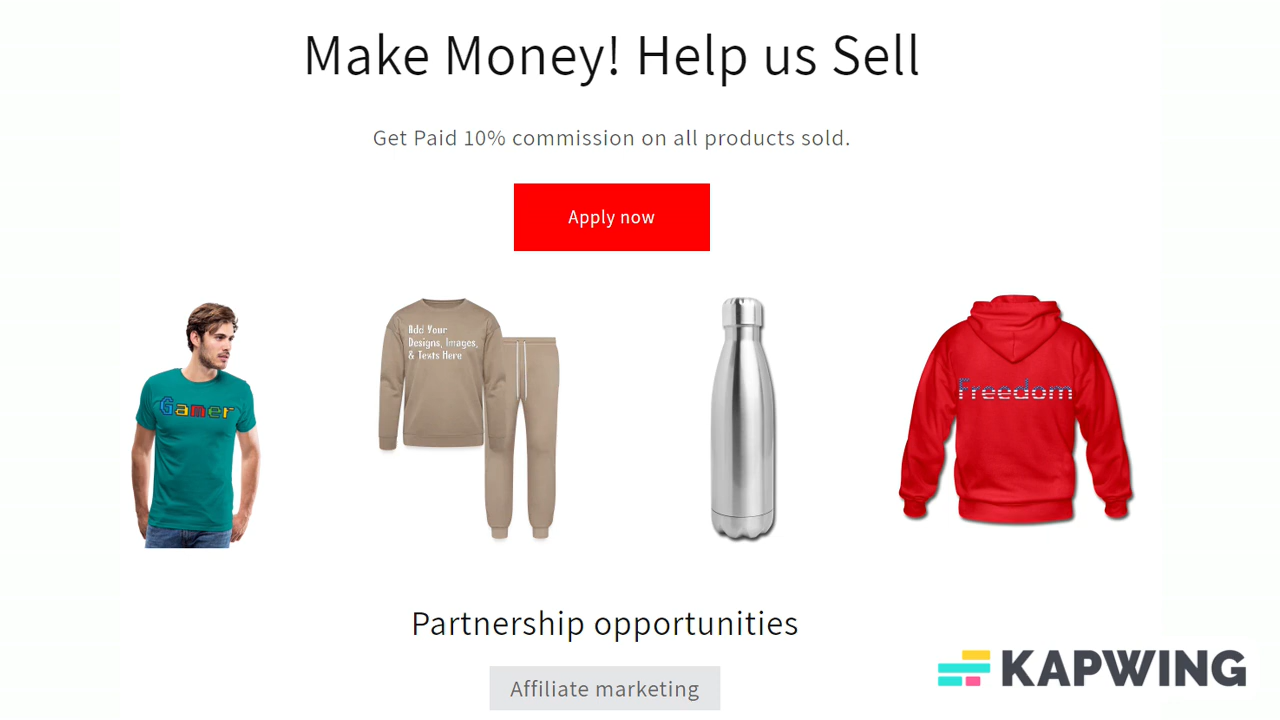 Make Money! Help us Sell
Get Paid 10% commission on all products sold.
Apply now
Gamer
Add Your
Designs, Images,
& Texts Here
Freedom
Partnership opportunities
Affiliate marketing
KAPWING